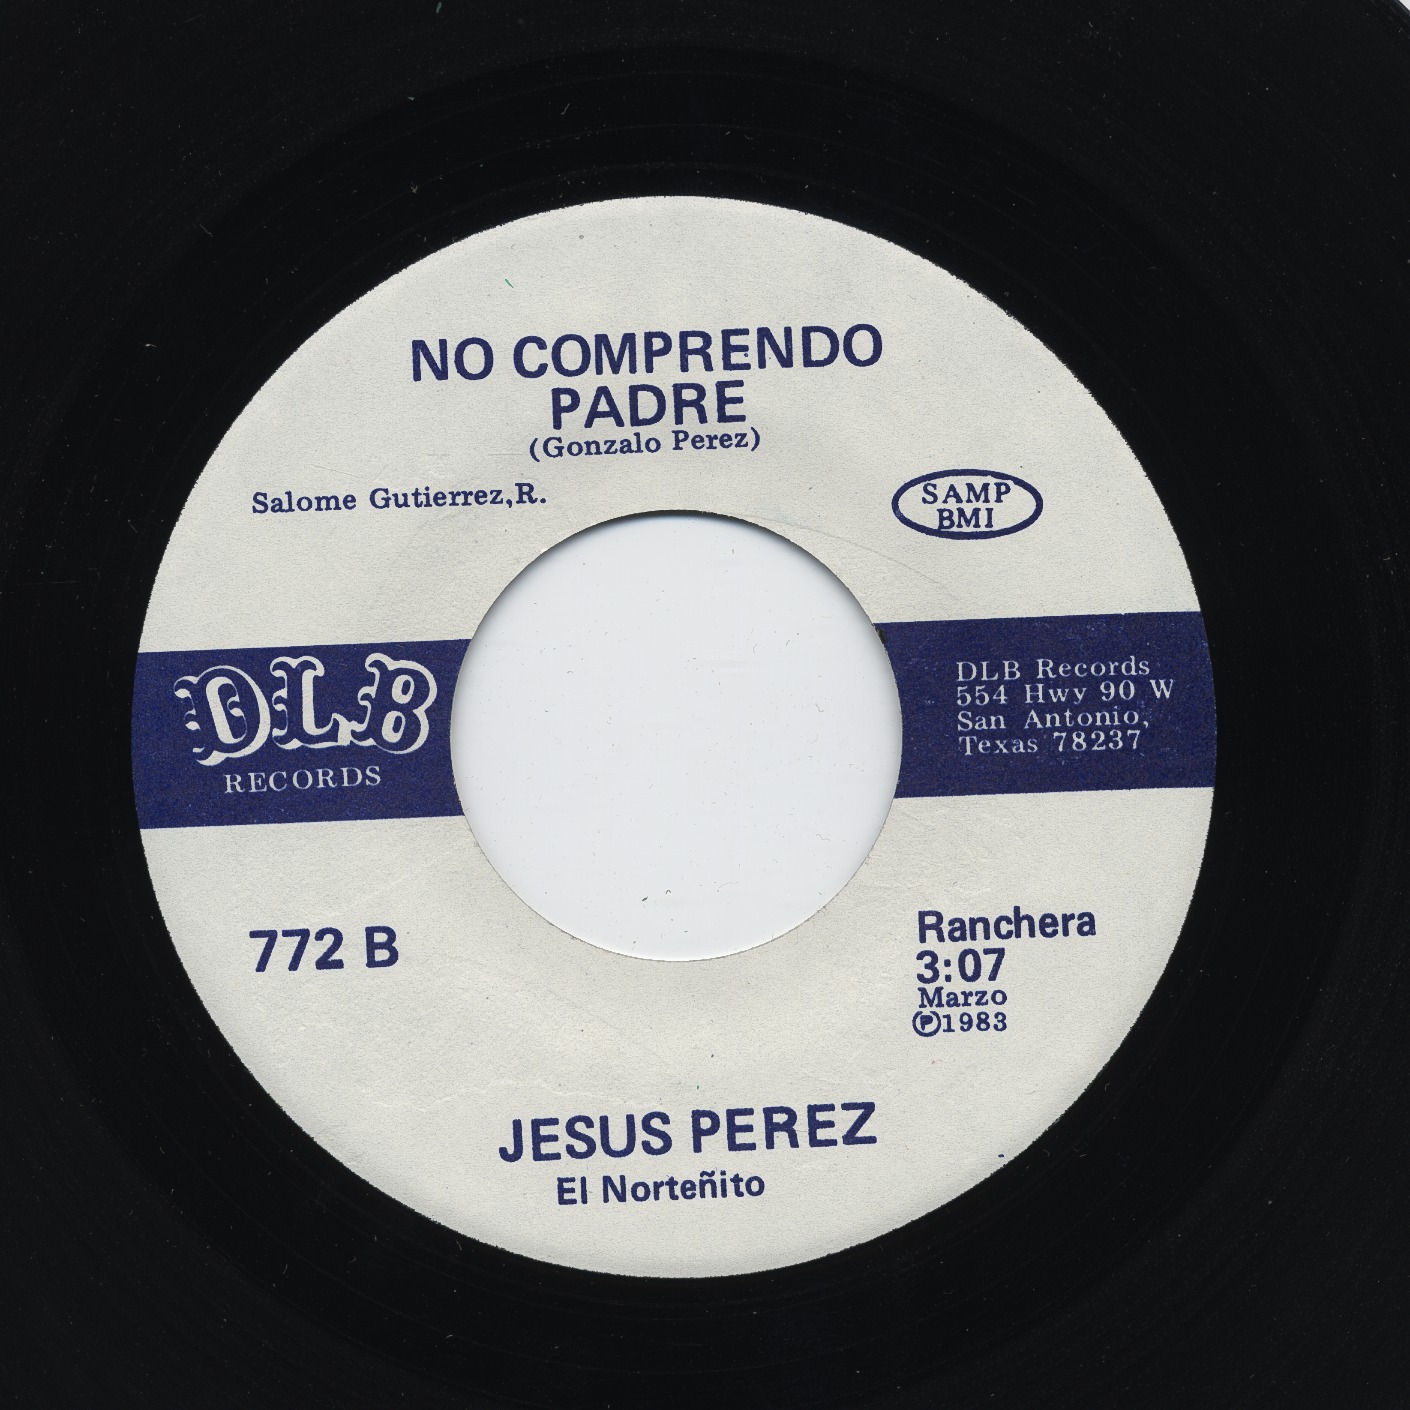 NO COMPRENDO
PADRE
(Gonzalo Perez)
Salome Gutierrez,R.
SAMP
BMI
DLB
RECORDS
DLB Records
554 Hwy 90 W
San Antonio,
Texas 78237
772 B
Ranchera
3:07
Marzo
℗1983
JESUS PEREZ
El Norteñito